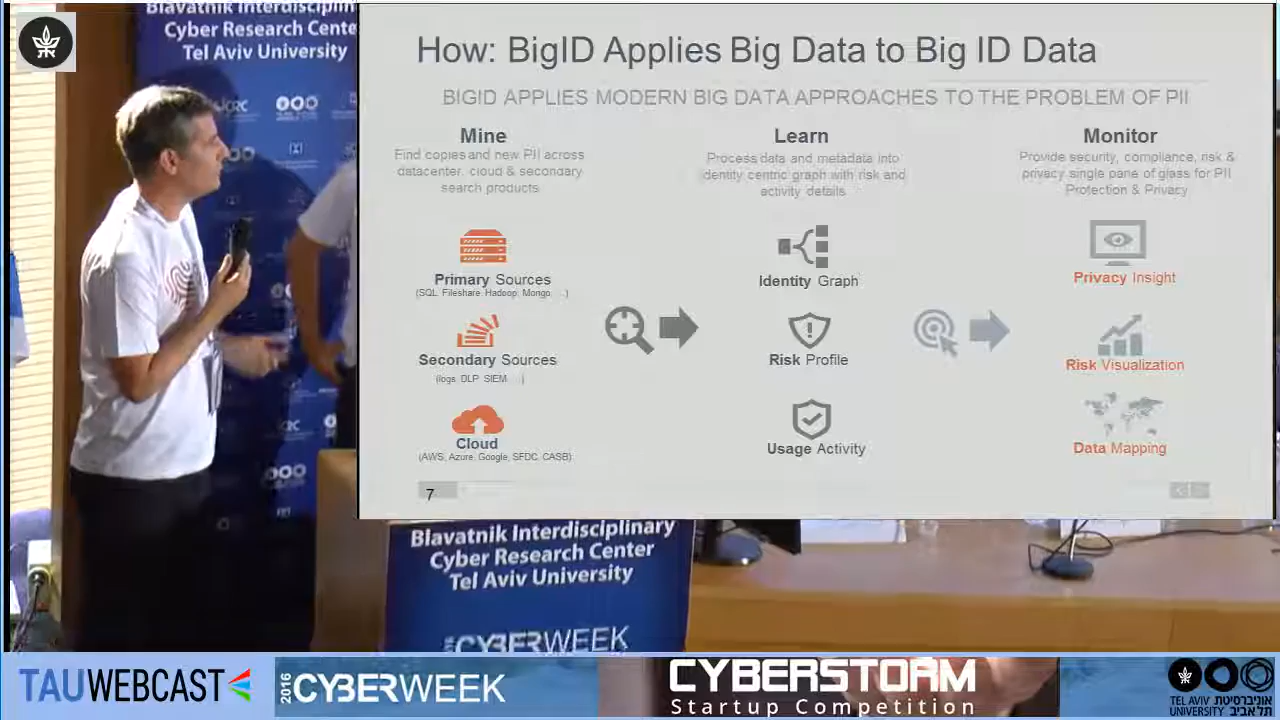 Blavatnik Interdisciplin
Cyber Research Cente
Tel Aviv University
How: BigID Applies Big Data to Big ID Data
BIGID APPLIES MODERN BIG DATA APPROACHES TO THE PROBLEM OF PII
Mine
Find copies and new PII across
datacenter, cloud & secondary
search products
Primary Sources
(SQL, Fileshare, Hadoop, Mongo, ...)
Secondary Sources
(logs, DLP, SIEM, ...)
Cloud
(AWS, Azure, Google, SFDC, CASB)
Learn
Process data and metadata into
identity centric graph with risk and
activity details
Identity Graph
Risk Profile
Usage Activity
Monitor
Provide security, compliance, risk &
privacy single pane of glass for PII
Protection & Privacy
Privacy Insight
Risk Visualization
Data Mapping
7
Blavatnik Interdisciplinary
Cyber Research Center
Tel Aviv University
CYBERWEEK
TAUWEBCAST
2016 CYBERWEEK
CYBERSTORM
Startup Competition
TEL AVIV אוניברסיטת
UNIVERSITY תל אביב